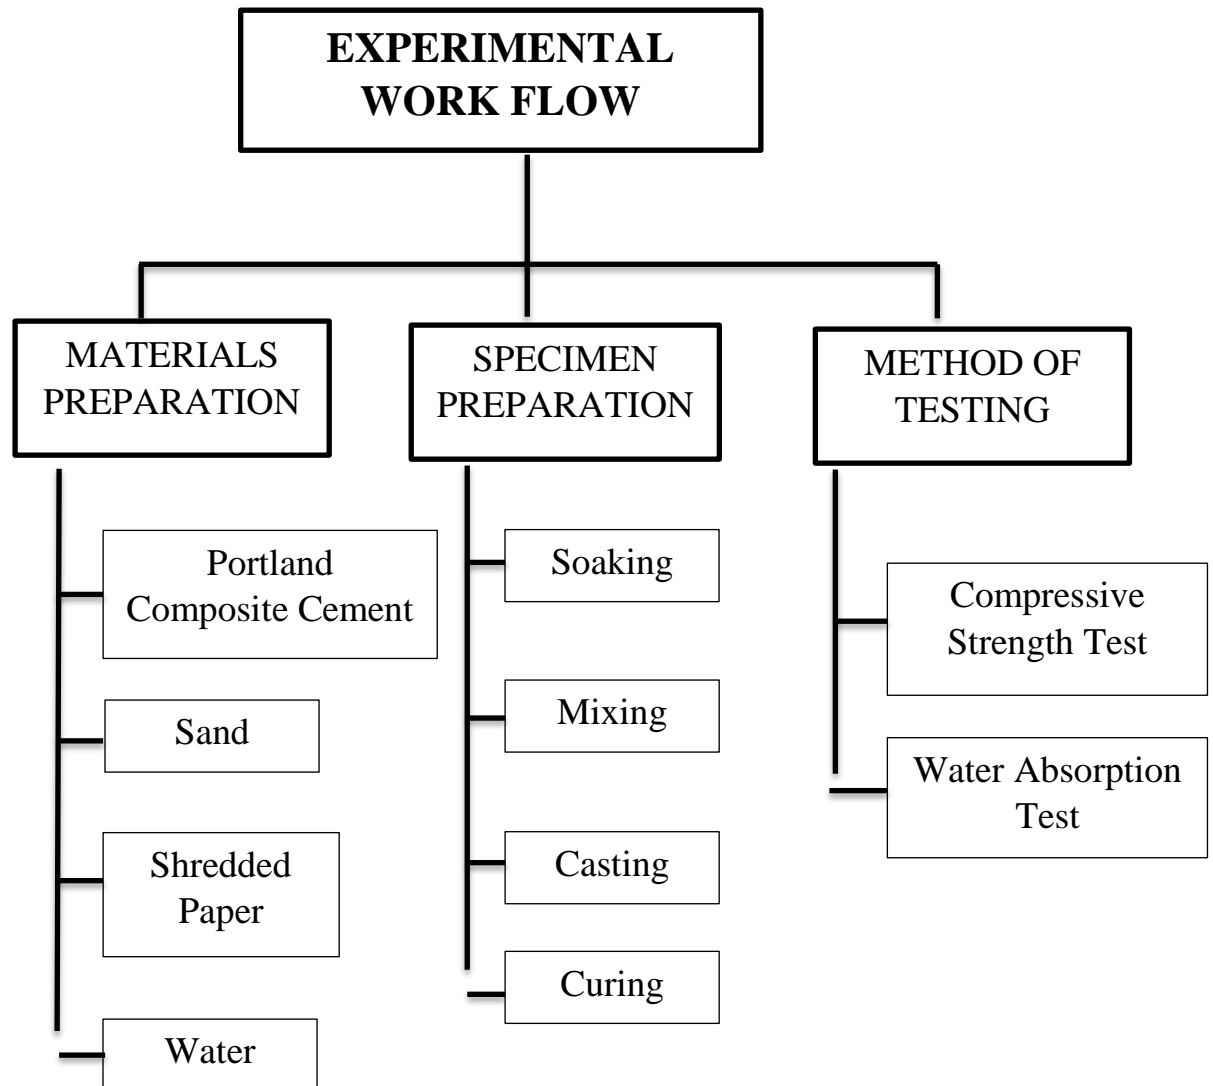 EXPERIMENTAL
WORK FLOW
MATERIALS
PREPARATION
SPECIMEN
PREPARATION
METHOD OF
TESTING
Portland
Composite Cement
Sand
Shredded
Paper
Water
Soaking
Mixing
Casting
Curing
Compressive
Strength Test
Water Absorption
Test